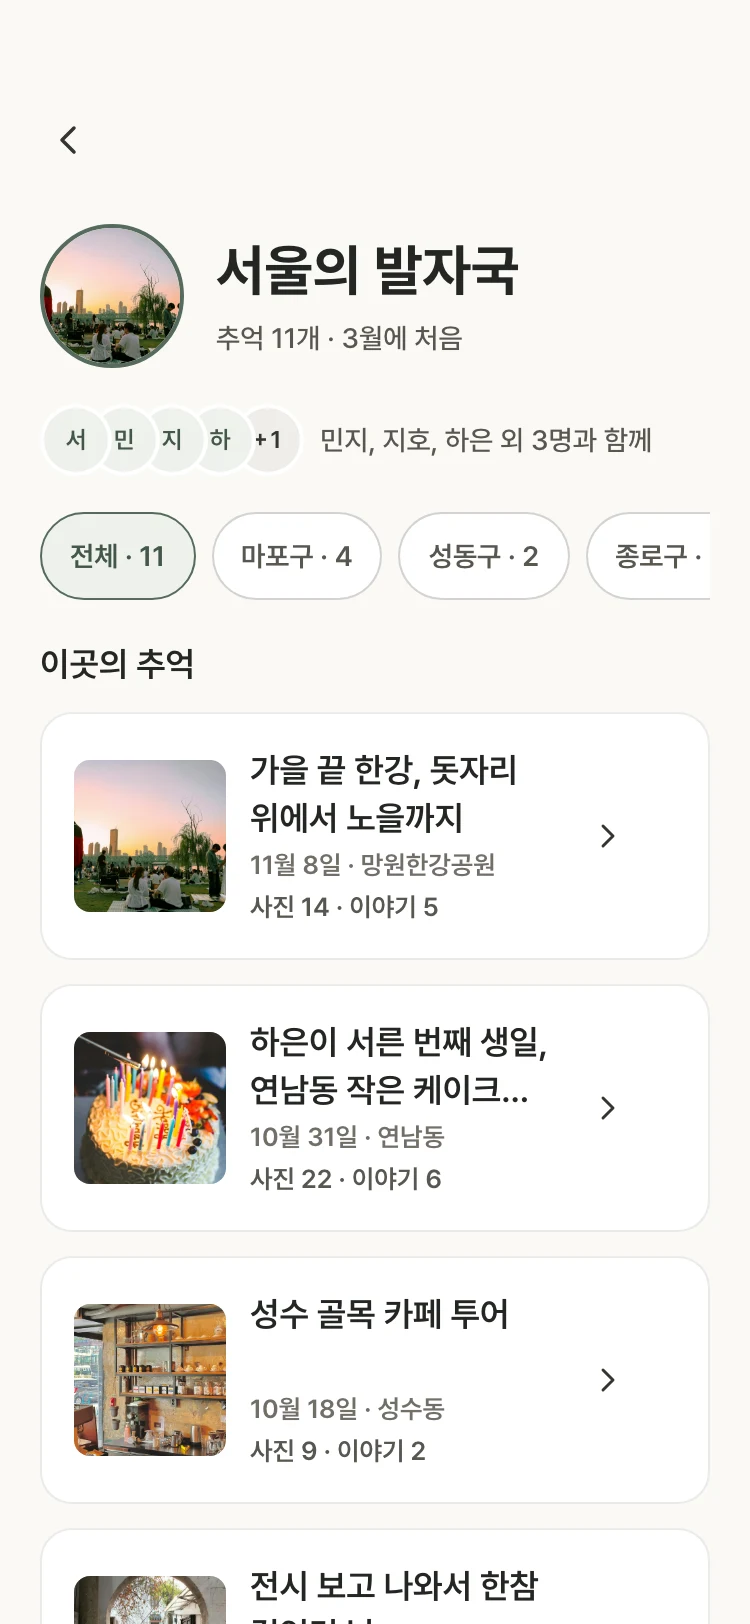 서울의 발자국
추억 11개 · 3월에 처음
서 민 지 하 +1 민지, 지호, 하은 외 3명과 함께
전체 · 11 마포구 · 4 성동구 · 2 종로구 ·
이곳의 추억
가을 끝 한강, 돗자리
위에서 노을까지
11월 8일 · 망원한강공원
사진 14 · 이야기 5
하은이 서른 번째 생일,
연남동 작은 케이크...
10월 31일 · 연남동
사진 22 · 이야기 6
성수 골목 카페 투어
10월 18일 · 성수동
사진 9 · 이야기 2
전시 보고 나와서 한참